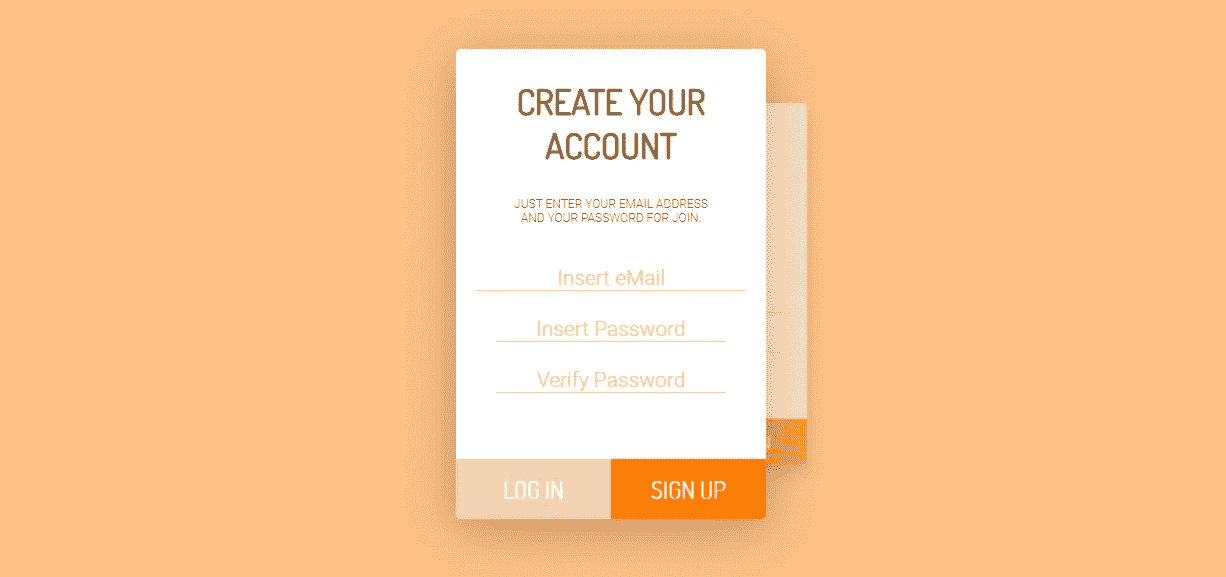 CREATE YOUR
ACCOUNT
JUST ENTER YOUR EMAIL ADDRESS
AND YOUR PASSWORD FOR JOIN.
Insert eMail
Insert Password
Verify Password
LOG IN
SIGN UP